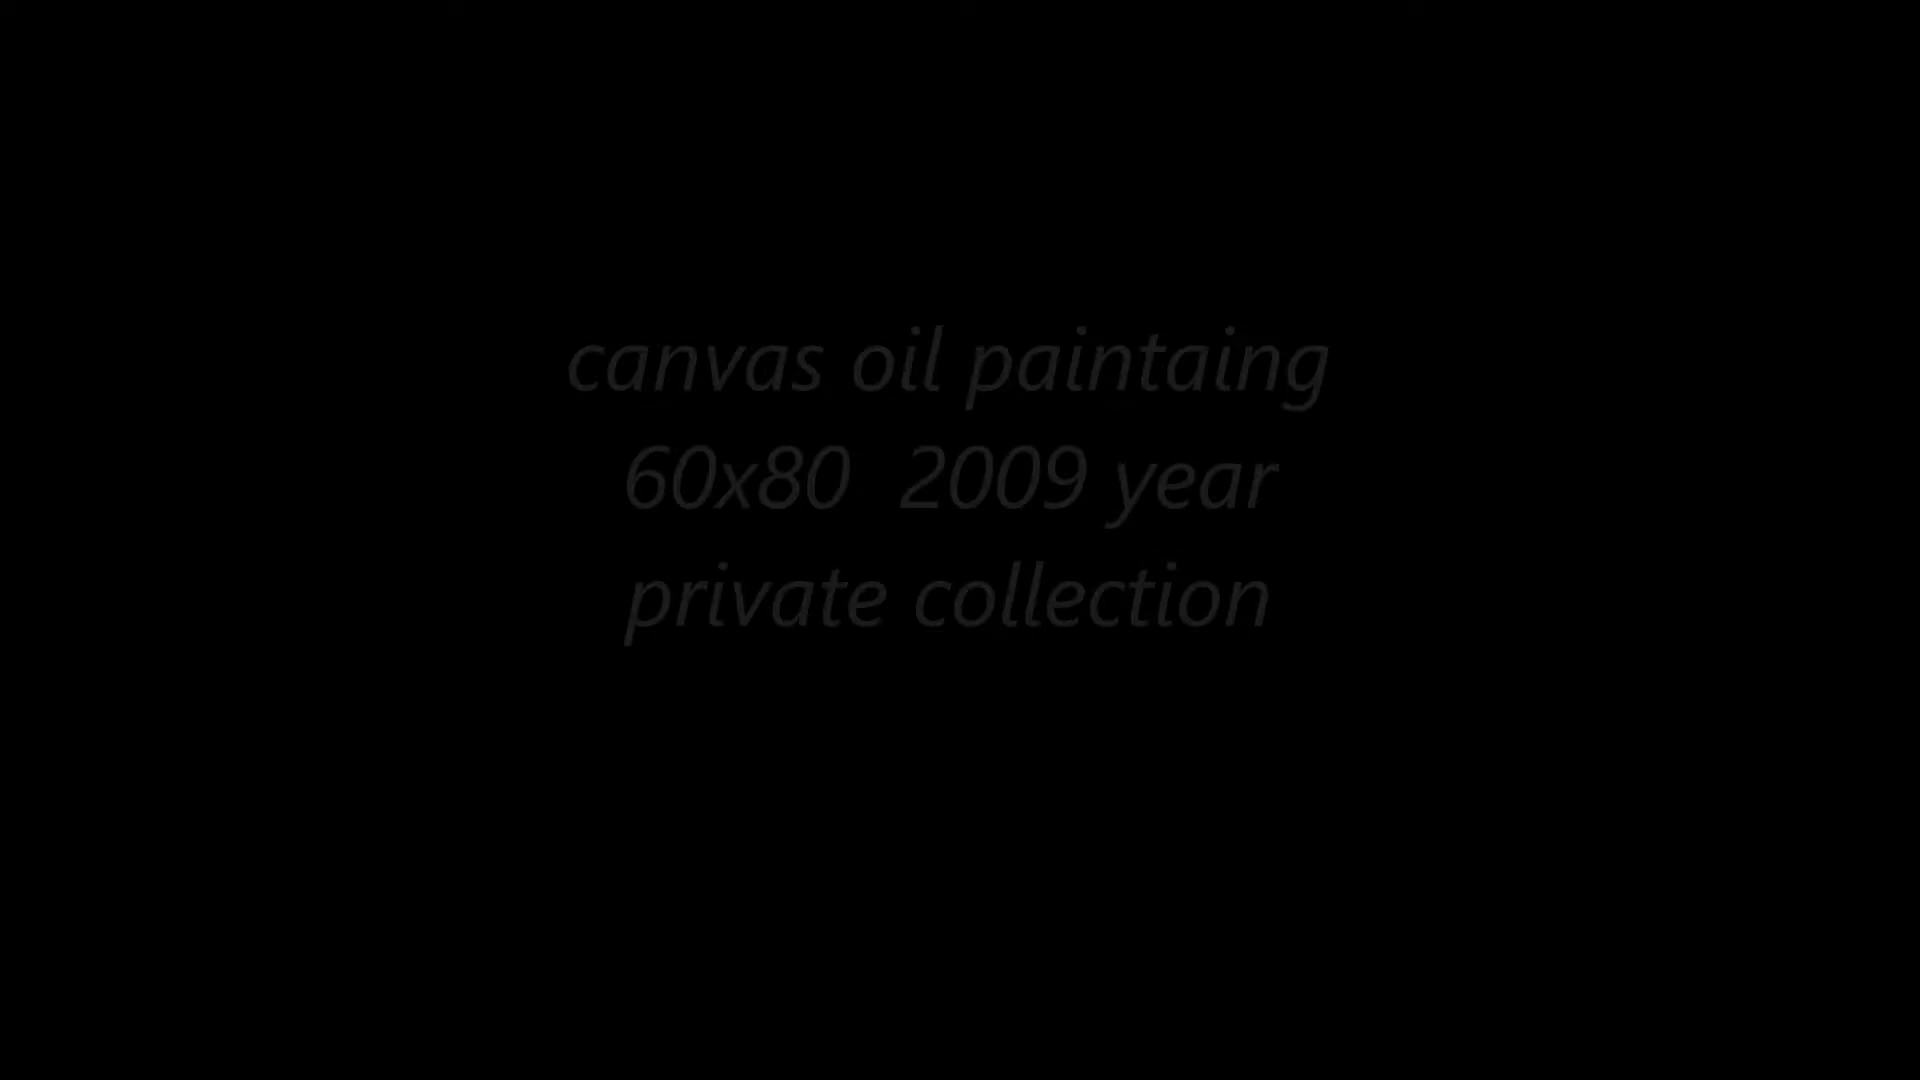 canvas oil paintaing
60x80  2009 year
private collection